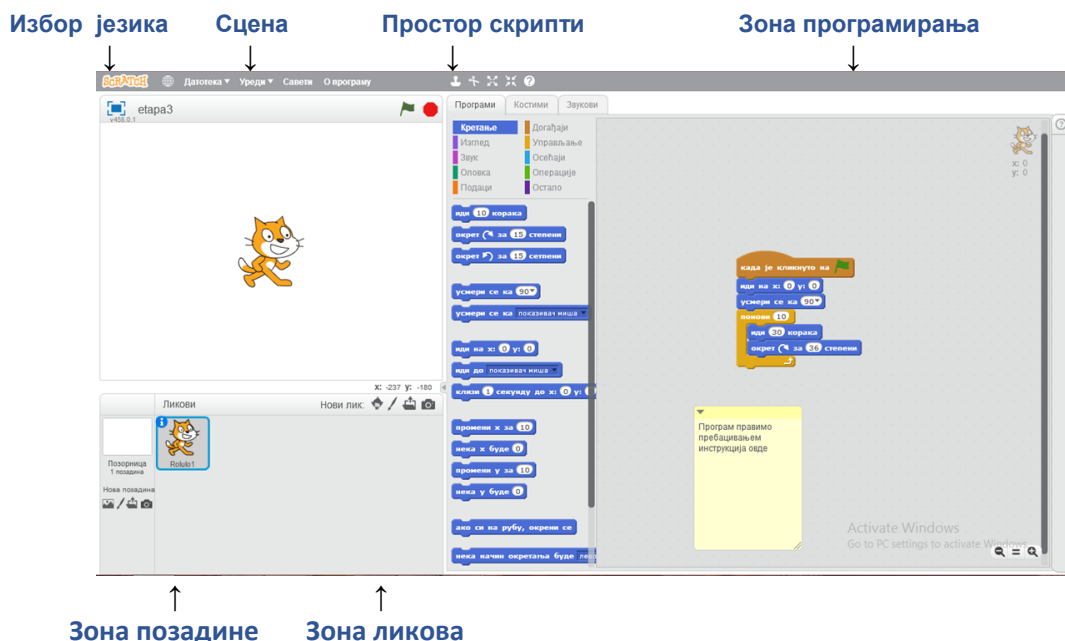 Избор језика Сцена Простор скрипти Зона програмирања
SCRATCH Датотека Уреди Савети О програму
etapa3
v458.0.1
Програми Костими Звукови
Кретање Догађаји
Изглед Управљање
Звук Осећаји
Оловка Операције
Подаци Остало
иди 10 корака
окрет за 15 степени
окрет за 15 сетпени
усмери се ка 90
усмери се ка показивач миша
иди на x: 0 y: 0
иди до показивач миша
клизи 1 секунду до x: 0 y:
промени x за 10
нека x буде 0
промени y за 10
нека y буде 0
ако си на рубу, окрени се
нека начин окретања буде
x: 0
y: 0
када је кликнуто на
иди на x: 0 y: 0
усмери се ка 90
понови 10
иди 30 корака
окрет за 36 степени
Програм правимо
пребацивањем
инструкција овде
x: -237 y: -180
Ликови Нови лик:
Позорница
1 позадина
Rolulo1
Нова позадина
Activate Windows
Go to PC settings to activate Windows.
Зона позадине Зона ликова